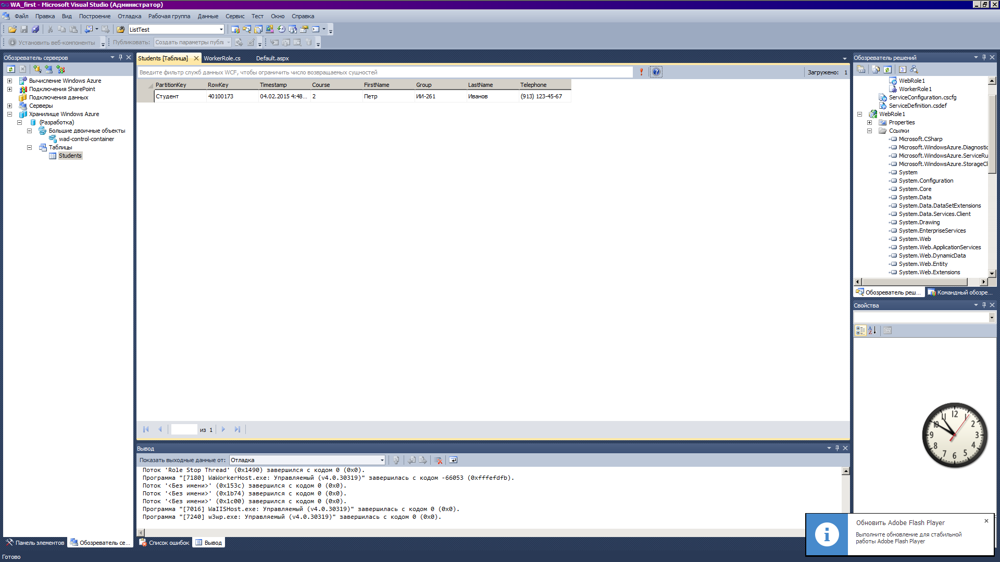 WA_first - Microsoft Visual Studio (Администратор)
Файл Правка Вид Построение Отладка Рабочая группа Данные Сервис Тест Окно Справка
ListTest
Установить веб-компоненты Публиковать: Создать параметры публ
Обозреватель серверов
Вычисление Windows Azure
Подключения SharePoint
Подключения данных
Серверы
Хранилище Windows Azure
(Разработка)
Большие двоичные объекты
wad-control-container
Таблицы
Students
Панель элементов Обозреватель се...
Students [Таблица] WorkerRole.cs Default.aspx
Введите фильтр служб данных WCF, чтобы ограничить число возвращаемых сущностей
Загружено: 1
PartitionKey RowKey Timestamp Course FirstName Group LastName Telephone
Студент 40100173 04.02.2015 4:48... 2 Петр ИИ-261 Иванов (913) 123-45-67
из 1
Вывод
Показать выходные данные от: Отладка
Поток 'Role Stop Thread' (0x1490) завершился с кодом 0 (0x0).
Программа "[7180] WaWorkerHost.exe: Управляемый (v4.0.30319)" завершилась с кодом -66053 (0xfffefdfb).
Поток '<Без имени>' (0x153c) завершился с кодом 0 (0x0).
Поток '<Без имени>' (0x1b74) завершился с кодом 0 (0x0).
Поток '<Без имени>' (0x1c00) завершился с кодом 0 (0x0).
Программа "[7016] WaIISHost.exe: Управляемый (v4.0.30319)" завершилась с кодом 0 (0x0).
Программа "[7240] w3wp.exe: Управляемый (v4.0.30319)" завершилась с кодом 0 (0x0).
Список ошибок Вывод
Обозреватель решений
WebRole1
WorkerRole1
ServiceConfiguration.cscfg
ServiceDefinition.csdef
WebRole1
Properties
Ссылки
Microsoft.CSharp
Microsoft.WindowsAzure.Diagnostic
Microsoft.WindowsAzure.ServiceRu
Microsoft.WindowsAzure.StorageCl
System
System.Configuration
System.Core
System.Data
System.Data.DataSetExtensions
System.Data.Services.Client
System.Drawing
System.EnterpriseServices
System.Web
System.Web.ApplicationServices
System.Web.DynamicData
System.Web.Entity
System.Web.Extensions
Обозреватель реш... Командный обозре...
Свойства
12 1 2 3 4 5 6 7 8 9 10 11
Обновить Adobe Flash Player
Выполните обновление для стабильной
работы Adobe Flash Player
Готово